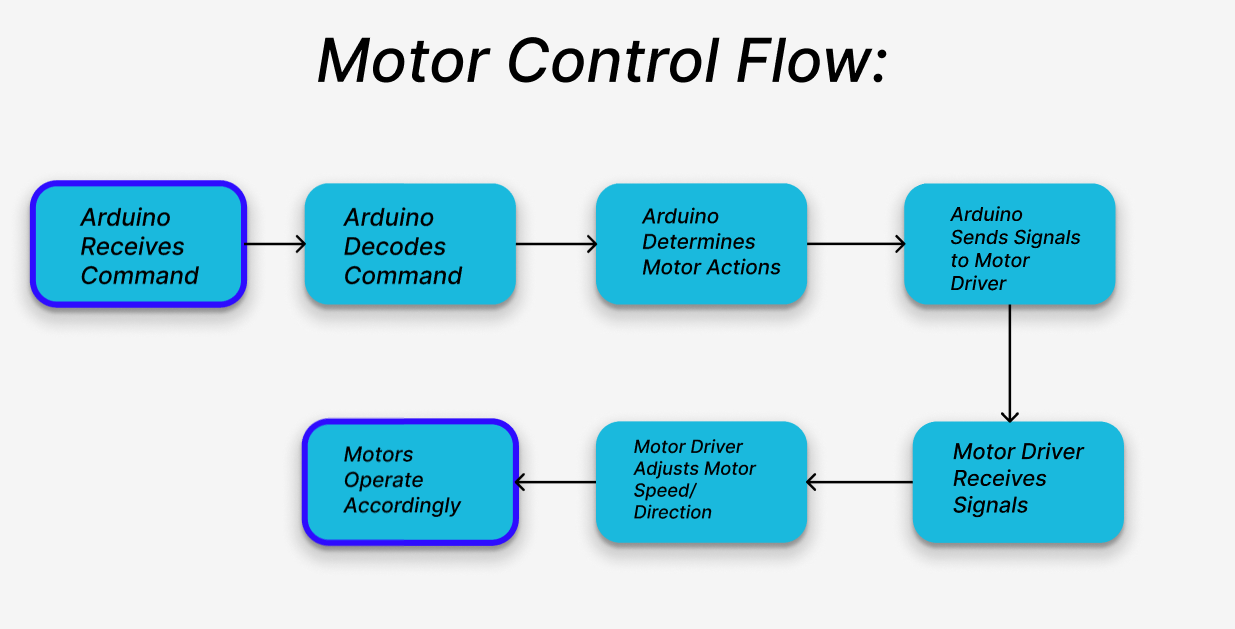 Motor Control Flow:
Arduino
Receives
Command
Arduino
Decodes
Command
Arduino
Determines
Motor Actions
Arduino
Sends Signals
to Motor
Driver
Motor Driver
Receives
Signals
Motor Driver
Adjusts Motor
Speed/
Direction
Motors
Operate
Accordingly